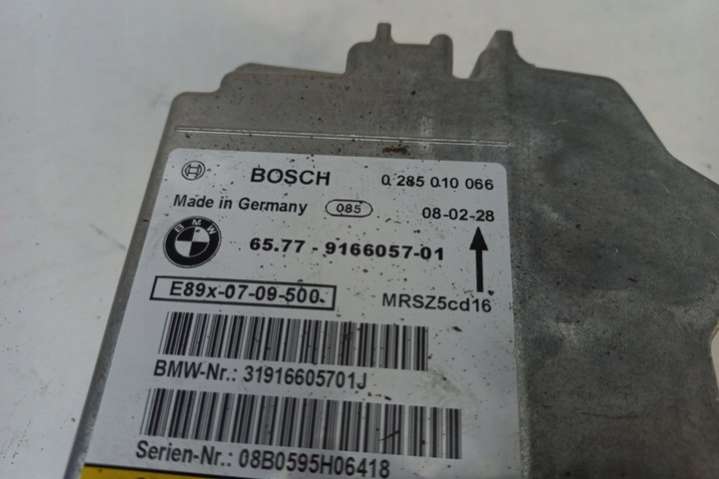 BOSCH 0 285 010 066
Made in Germany 085 08-02-28
BMW 65.77 - 9166057-01
E89x-07-09-500 MRSZ5cd16
BMW-Nr.: 31916605701J
Serien-Nr.: 08B0595H06418